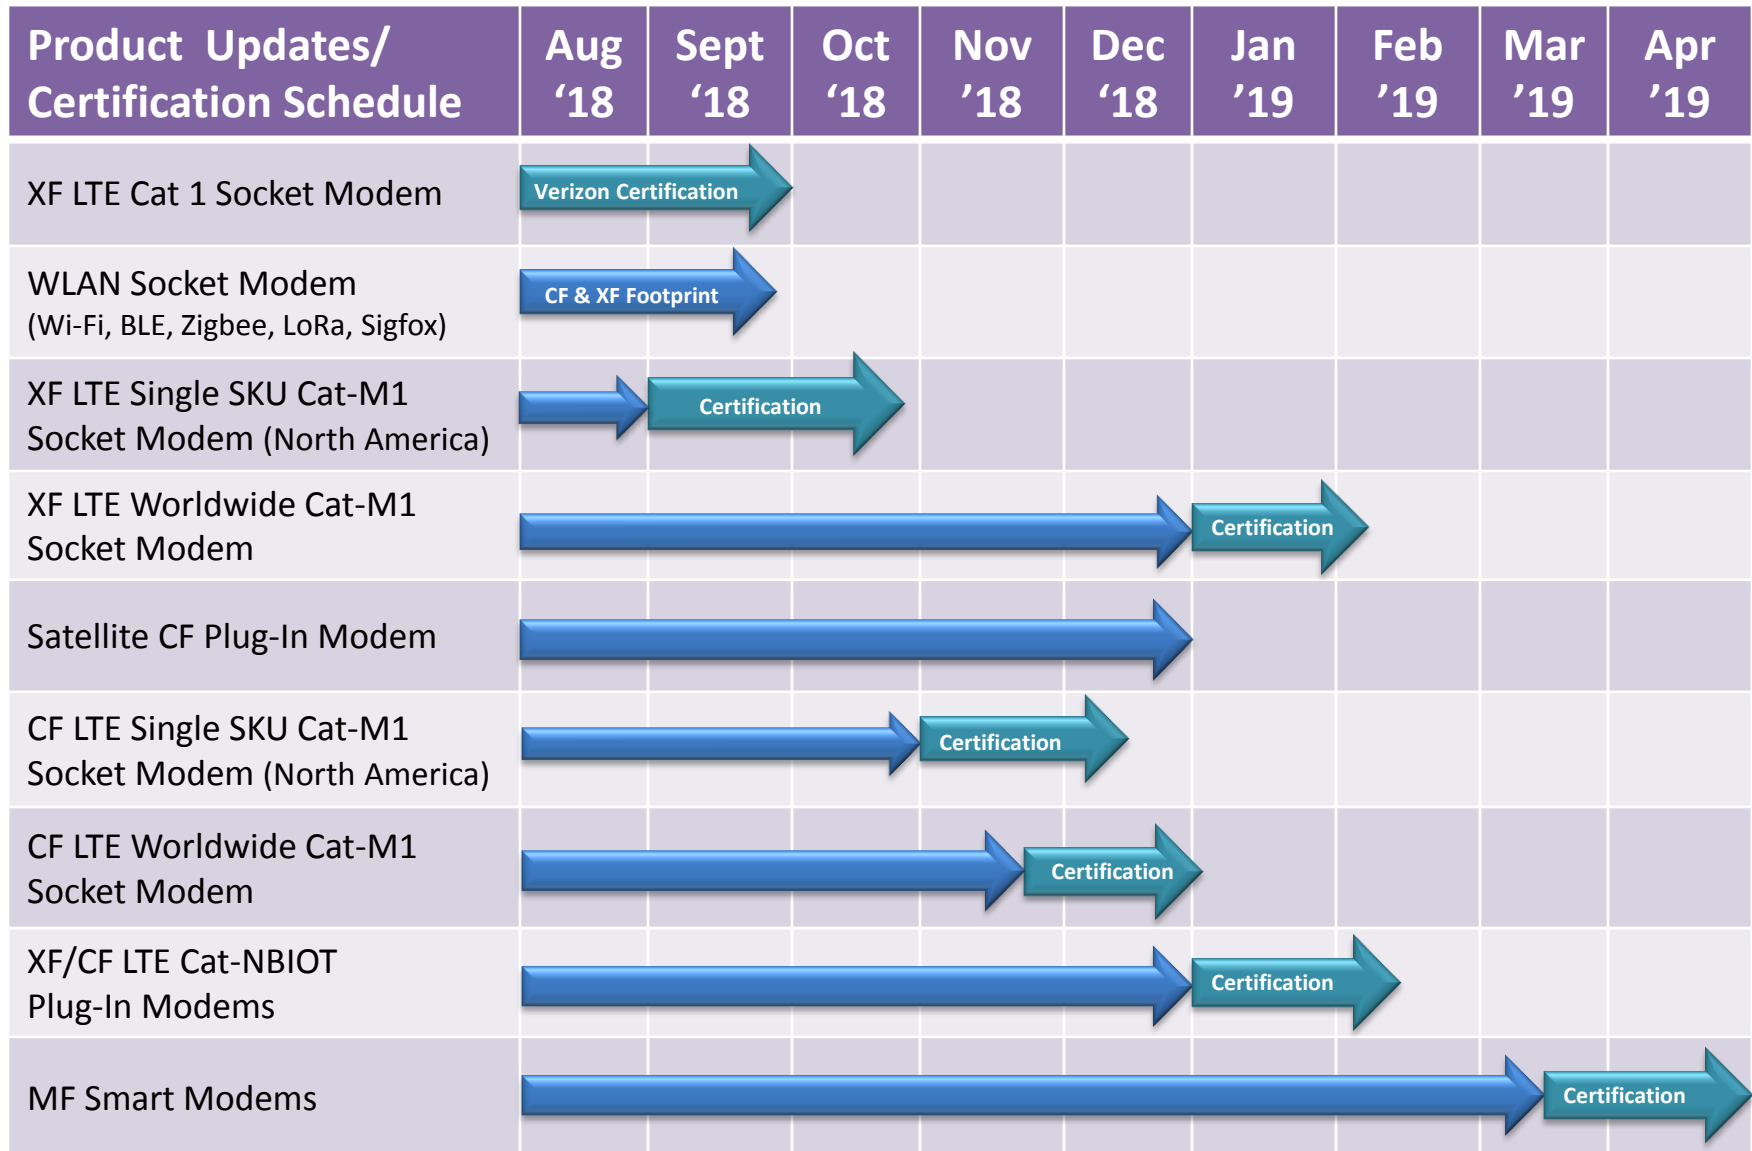 Product  Updates/
Certification Schedule
Aug
‘18
Sept
‘18
Oct
‘18
Nov
’18
Dec
‘18
Jan
’19
Feb
’19
Mar
’19
Apr
’19
XF LTE Cat 1 Socket Modem
Verizon Certification
WLAN Socket Modem
(Wi-Fi, BLE, Zigbee, LoRa, Sigfox)
CF & XF Footprint
XF LTE Single SKU Cat-M1
Socket Modem (North America)
Certification
XF LTE Worldwide Cat-M1
Socket Modem
Certification
Satellite CF Plug-In Modem
CF LTE Single SKU Cat-M1
Socket Modem (North America)
Certification
CF LTE Worldwide Cat-M1
Socket Modem
Certification
XF/CF LTE Cat-NBIOT
Plug-In Modems
Certification
MF Smart Modems
Certification